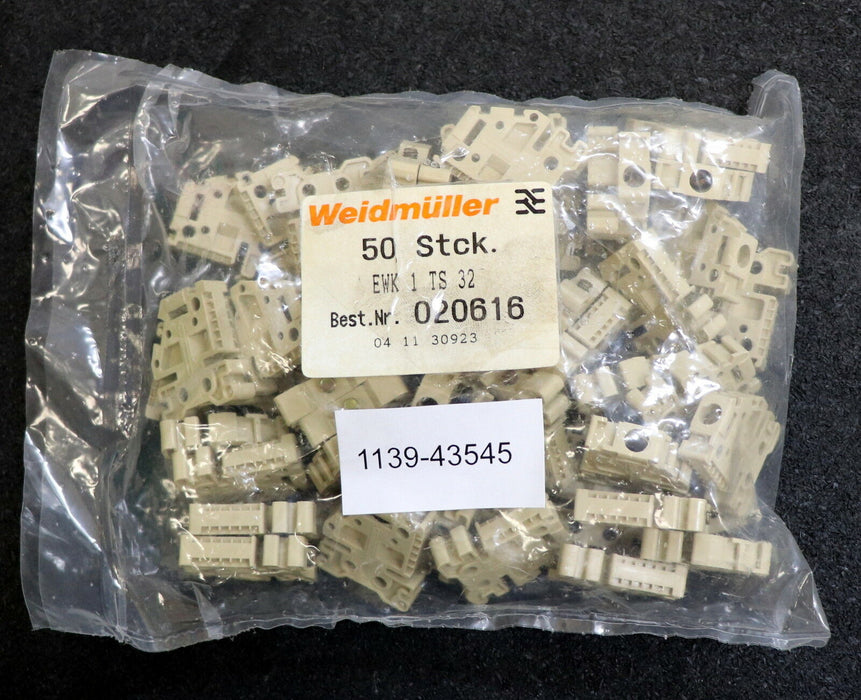 Weidmüller
50 Stck.
EWK 1 TS 32
Best.Nr. 020616
04 11 30923
1139-43545